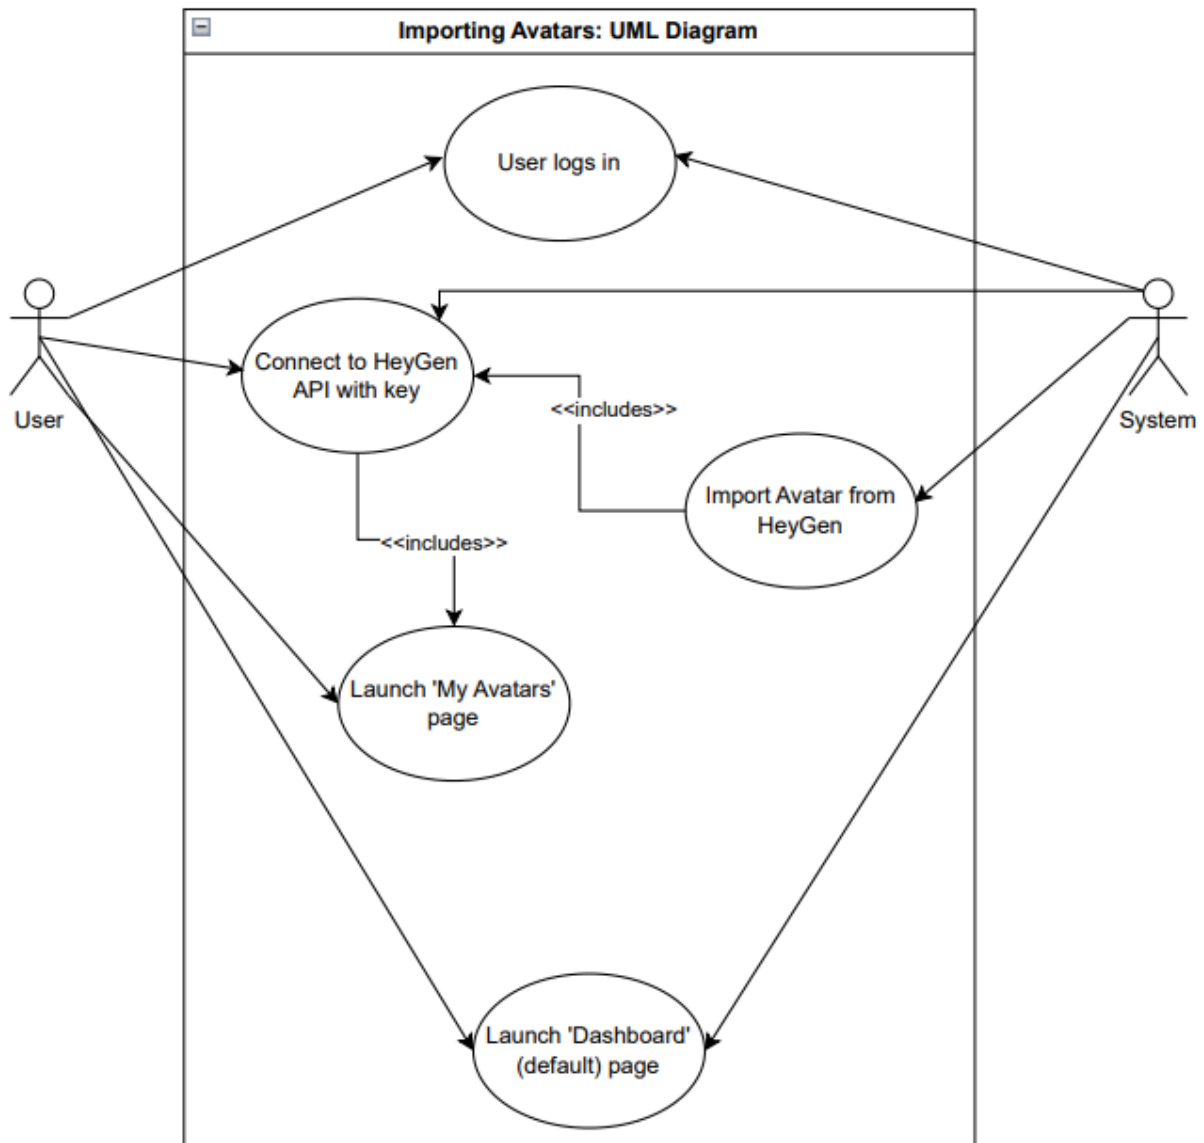 Importing Avatars: UML Diagram
User logs in
Connect to HeyGen
API with key
<<includes>>
User
System
Import Avatar from
HeyGen
<<includes>>
Launch 'My Avatars'
page
Launch 'Dashboard'
(default) page